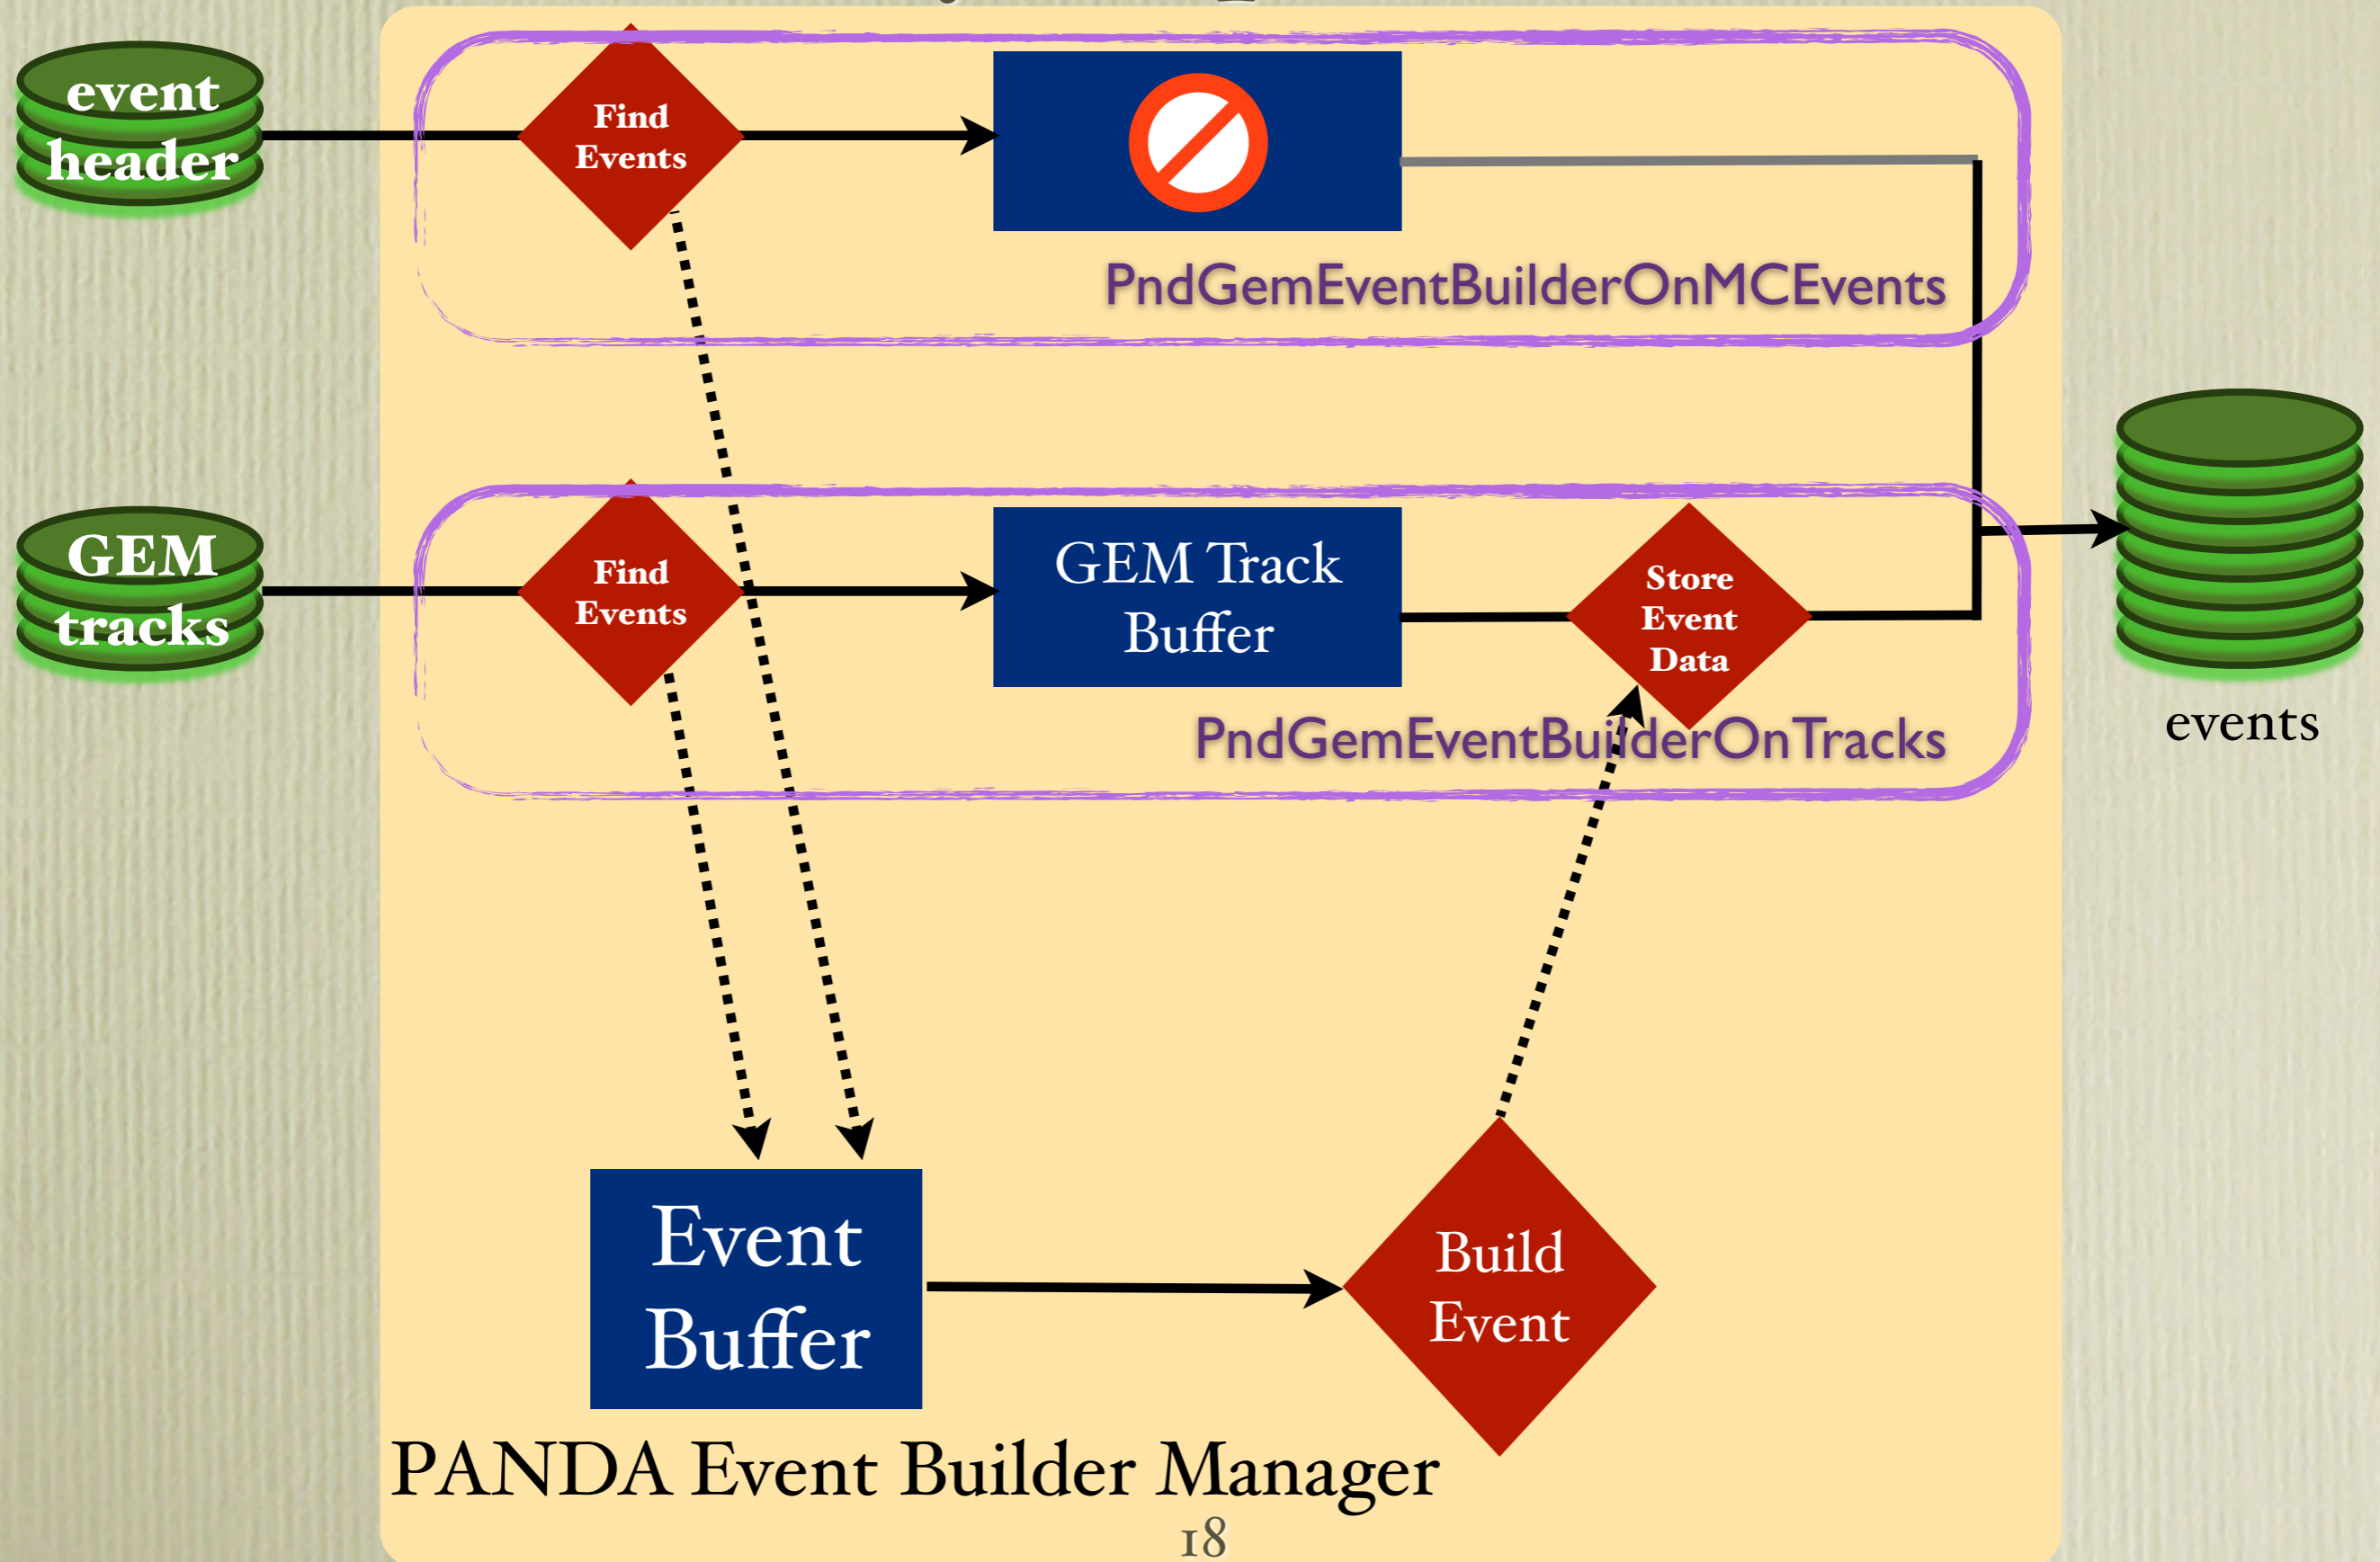 event
header
Find
Events
PndGemEventBuilderOnMCEvents
GEM
tracks
Find
Events
GEM Track
Buffer
Store
Event
Data
PndGemEventBuilderOnTracks
events
Event
Buffer
Build
Event
PANDA Event Builder Manager
18